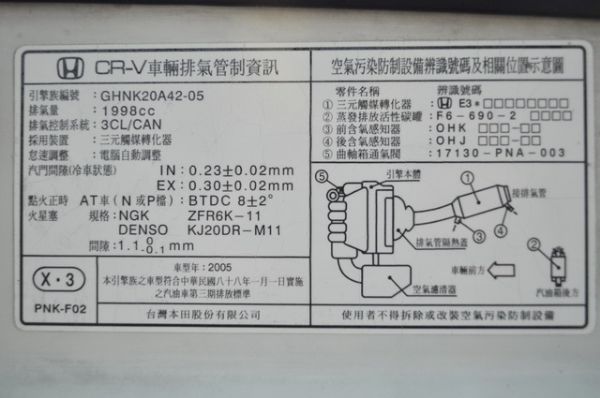 CR-V車輛排氣管制資訊
引擎族編號：GHNK20A42-05
排氣量：1998cc
排氣控制系統：3CL/CAN
採用裝置：三元觸媒轉化器
怠速調整：電腦自動調整
汽門間隙(冷車狀態) IN：0.23±0.02mm
EX：0.30±0.02mm
點火正時 AT車(N或P檔)：BTDC 8±2°
火星塞 規格：NGK ZFR6K-11
DENSO KJ20DR-M11
間隙：1.1 0 -0.1 mm
X・3
PNK-F02
車型年：2005
本引擎族之車型符合中華民國八十八年一月一日實施
之汽油車第三期排放標準
台灣本田股份有限公司
空氣污染防制設備辨識號碼及相關位置示意圖
零件名稱 辨識號碼
① 三元觸媒轉化器：E3*□□□□□□□□
② 蒸發排放活性碳罐：F6-690-2 □□□□
③ 前含氧感知器：OHK □□□-□□
④ 後含氧感知器：OHJ □□□-□□
⑤ 曲軸箱通氣閥：17130-PNA-003
⑤
引擎本體
①
接排氣管
③
④
排氣管隔熱蓋
②
車輛前方
空氣濾清器
汽油箱後方
使用者不得拆除或改裝空氣污染防制設備